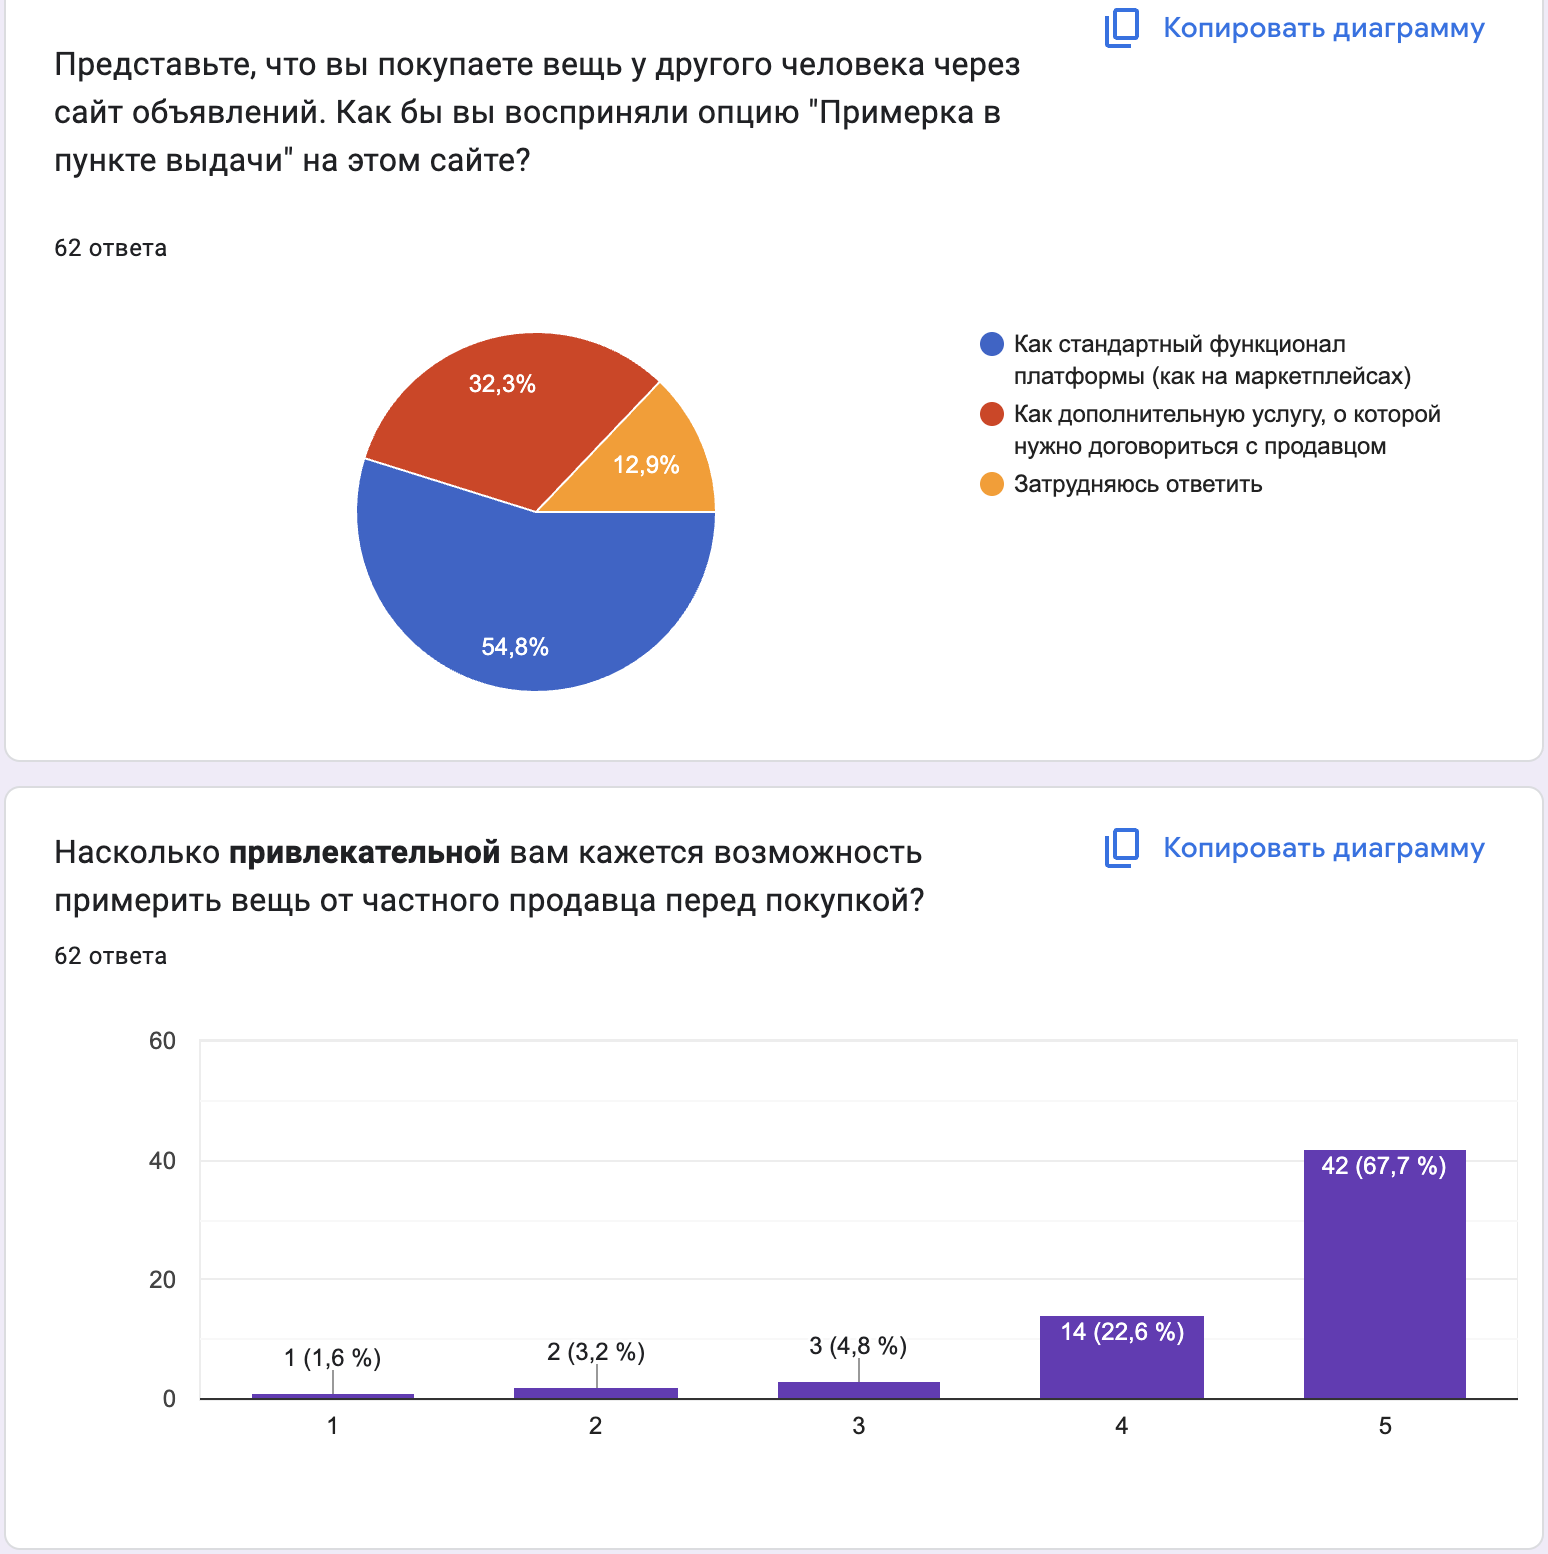 Копировать диаграмму
Представьте, что вы покупаете вещь у другого человека через
сайт объявлений. Как бы вы восприняли опцию "Примерка в
пункте выдачи" на этом сайте?
62 ответа
32,3%
12,9%
54,8%
Как стандартный функционал
платформы (как на маркетплейсах)
Как дополнительную услугу, о которой
нужно договориться с продавцом
Затрудняюсь ответить
Насколько привлекательной вам кажется возможность
примерить вещь от частного продавца перед покупкой?
Копировать диаграмму
62 ответа
60
40
20
0
1 (1,6 %)
2 (3,2 %)
3 (4,8 %)
14 (22,6 %)
42 (67,7 %)
1
2
3
4
5